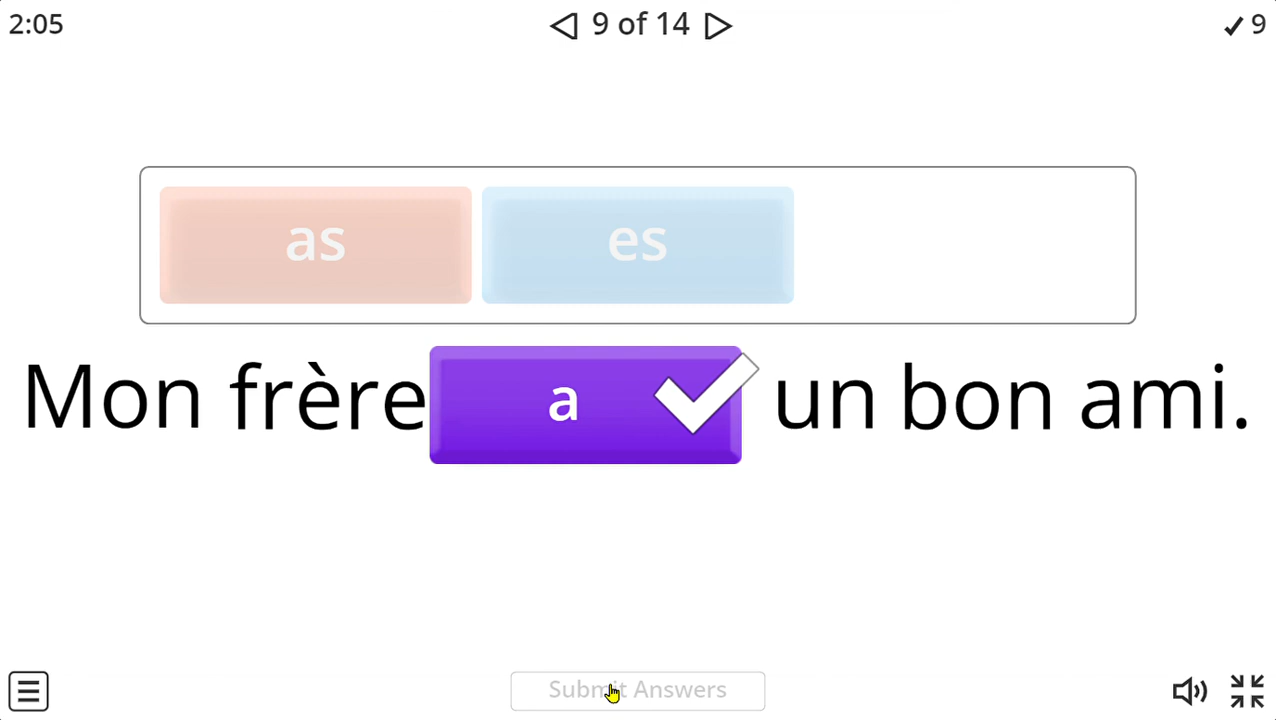 2:05
9 of 14
9
as
es
Mon frère a un bon ami.
Submit Answers